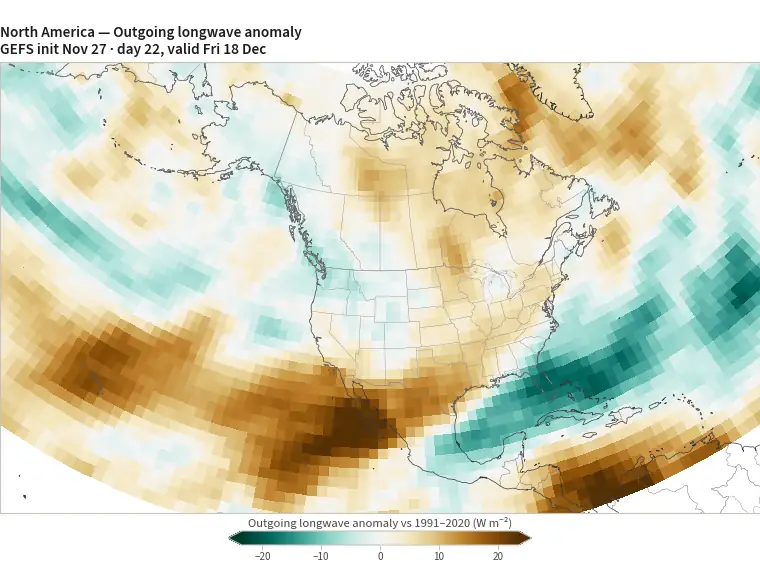 North America — Outgoing longwave anomaly
GEFS init Nov 27 · day 22, valid Fri 18 Dec
Outgoing longwave anomaly vs 1991–2020 (W m⁻²)
−20 −10 0 10 20